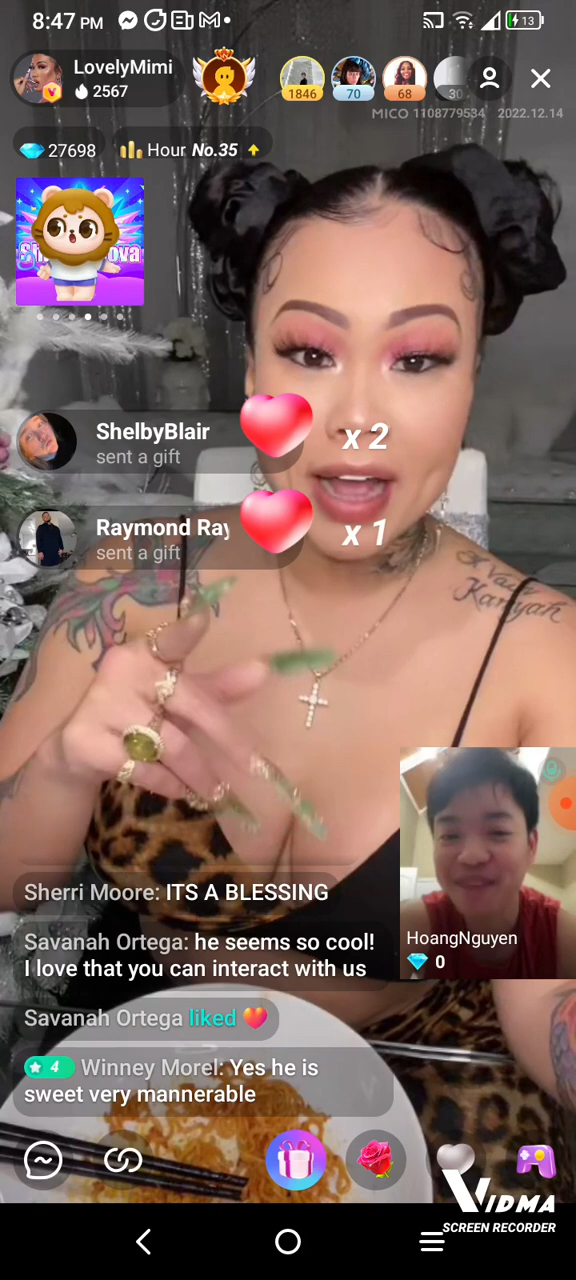 8:47 PM
13
LovelyMimi
2567
1846
70
68
30
MICO 1108779534 2022.12.14
27698
Hour No.35
ShelbyBlair
sent a gift
x 2
Raymond Ray
sent a gift
x 1
Kaniyah
HoangNguyen
0
Sherri Moore: ITS A BLESSING
Savanah Ortega: he seems so cool!
I love that you can interact with us
Savanah Ortega liked
4 Winney Morel: Yes he is
sweet very mannerable
VIDMA
SCREEN RECORDER